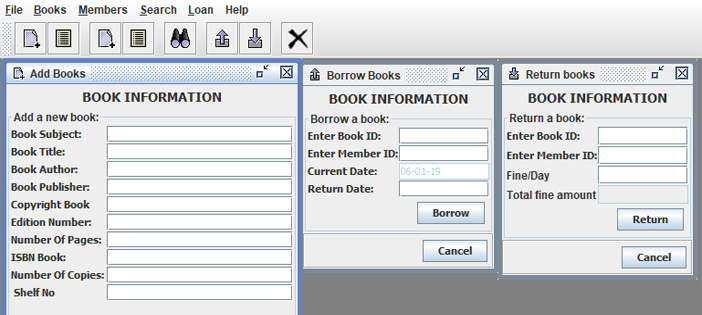 File Books Members Search Loan Help
Add Books
BOOK INFORMATION
Add a new book:
Book Subject:
Book Title:
Book Author:
Book Publisher:
Copyright Book
Edition Number:
Number Of Pages:
ISBN Book:
Number Of Copies:
Shelf No
Borrow Books
BOOK INFORMATION
Borrow a book:
Enter Book ID:
Enter Member ID:
Current Date: 06-01-19
Return Date:
Borrow
Cancel
Return books
BOOK INFORMATION
Return a book:
Enter Book ID:
Enter Member ID:
Fine/Day
Total fine amount
Return
Cancel